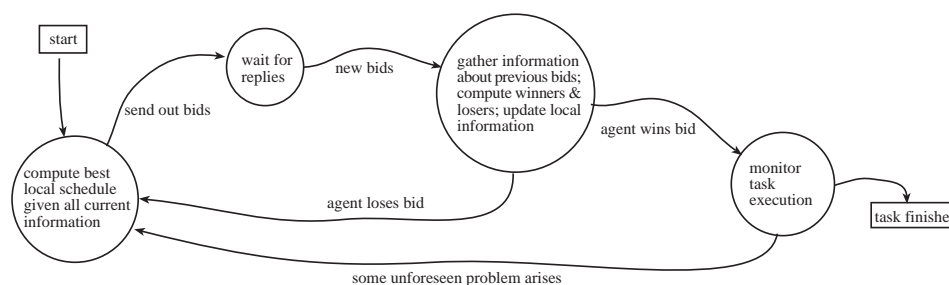 start
wait for
replies
new bids
send out bids
gather information
about previous bids;
compute winners &
losers; update local
information
agent wins bid
compute best
local schedule
given all current
information
agent loses bid
monitor
task
execution
task finishe
some unforeseen problem arises